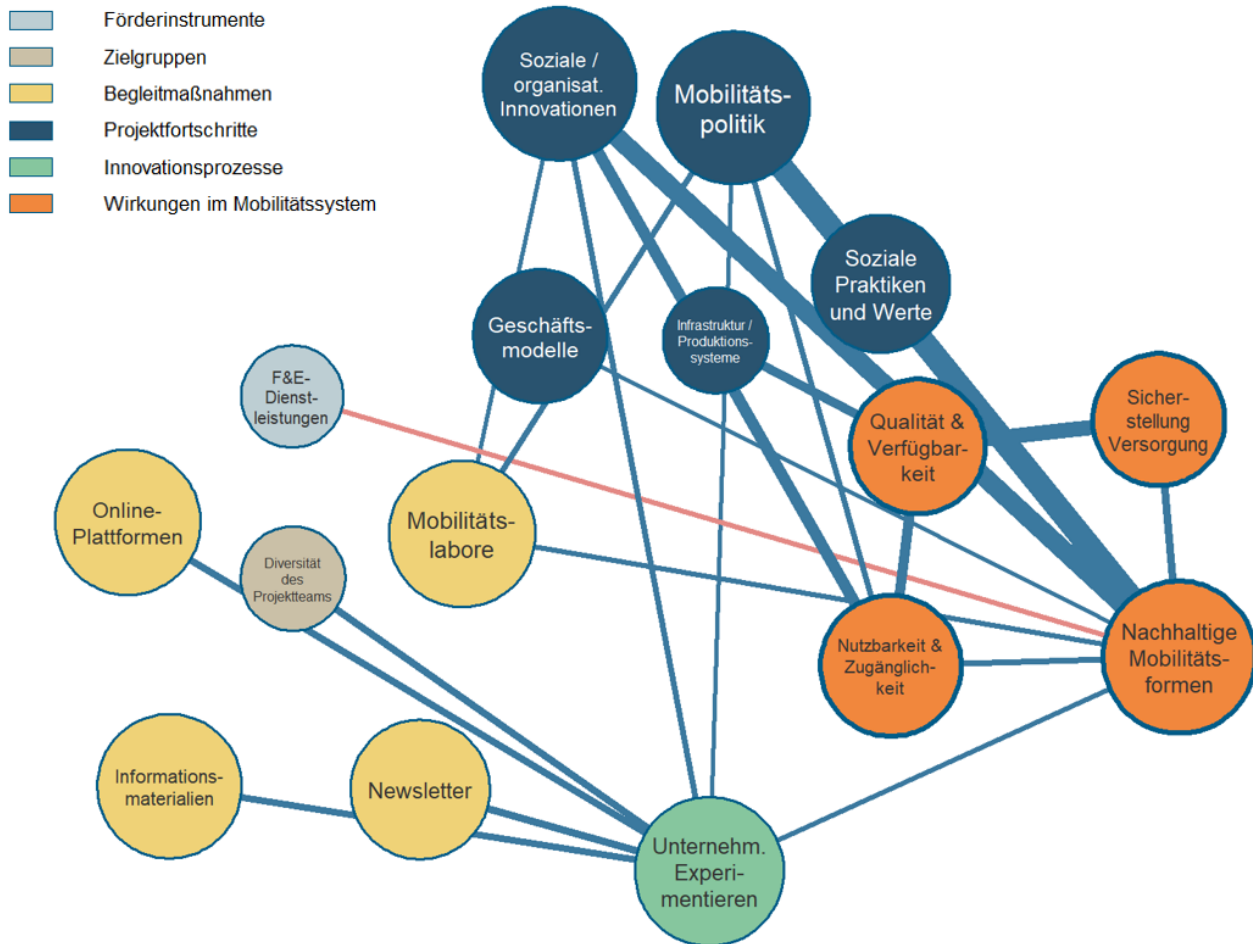 Förderinstrumente
Zielgruppen
Begleitmaßnahmen
Projektfortschritte
Innovationsprozesse
Wirkungen im Mobilitätssystem
Soziale /
organisat.
Innovationen
Mobilitäts-
politik
Soziale
Praktiken
und Werte
Geschäfts-
modelle
Infrastruktur /
Produktions-
systeme
F&E-
Dienst-
leistungen
Qualität &
Verfügbar-
keit
Sicher-
stellung
Versorgung
Online-
Plattformen
Mobilitäts-
labore
Diversität
des
Projektteams
Nutzbarkeit &
Zugänglich-
keit
Nachhaltige
Mobilitäts-
formen
Informations-
materialien
Newsletter
Unternehm.
Experi-
mentieren